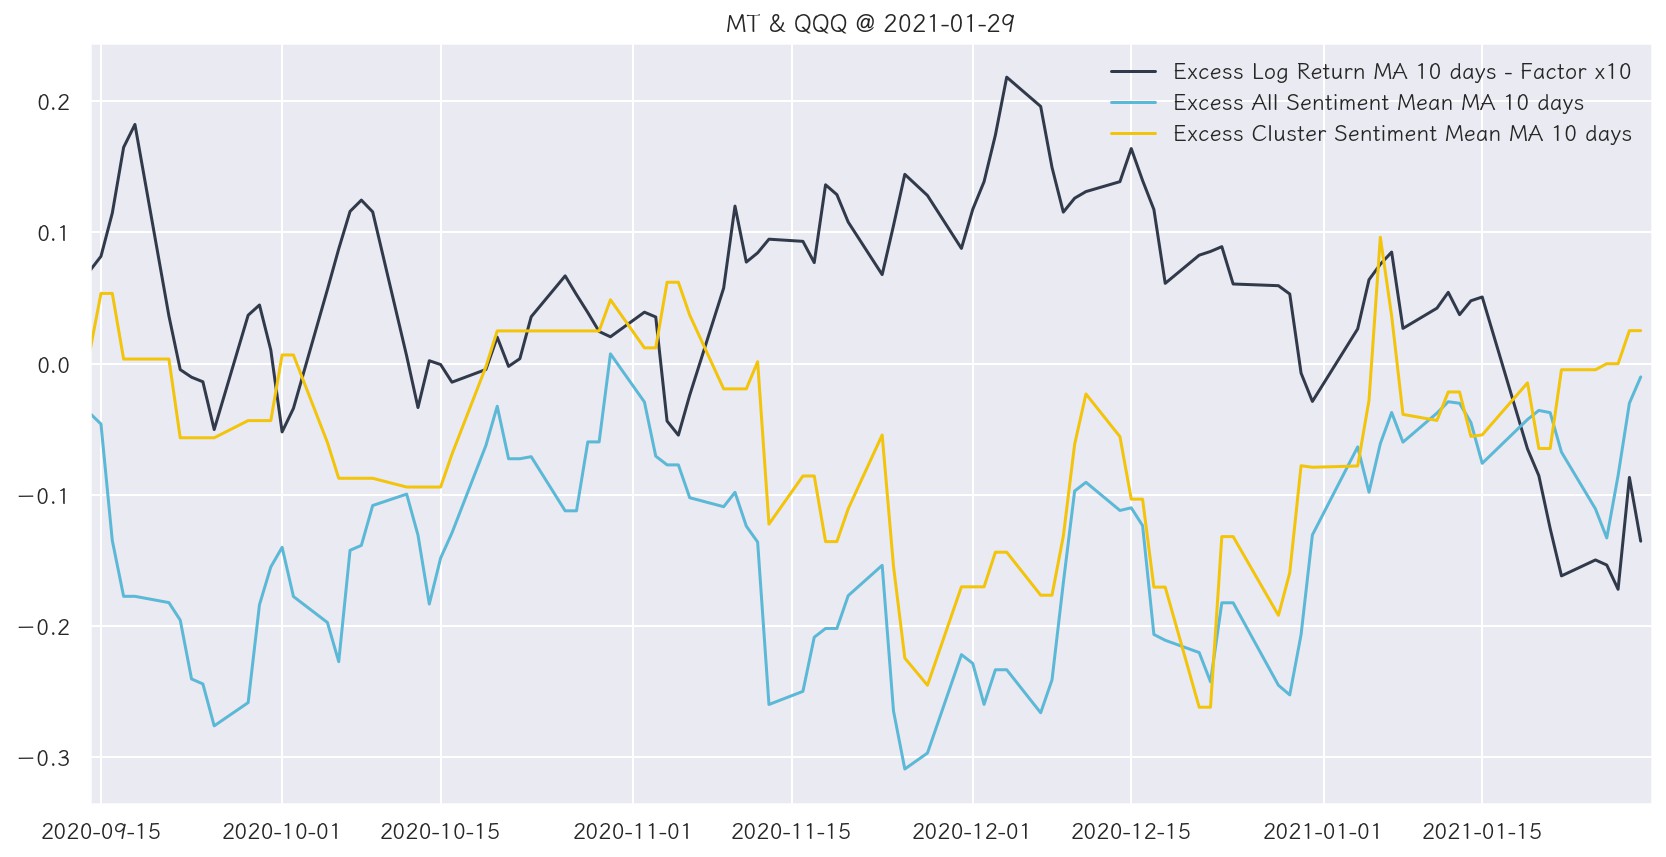 MT & QQQ @ 2021-01-29
Excess Log Return MA 10 days - Factor x10
Excess All Sentiment Mean MA 10 days
Excess Cluster Sentiment Mean MA 10 days
0.2
0.1
0.0
−0.1
−0.2
−0.3
2020-09-15 2020-10-01 2020-10-15 2020-11-01 2020-11-15 2020-12-01 2020-12-15 2021-01-01 2021-01-15